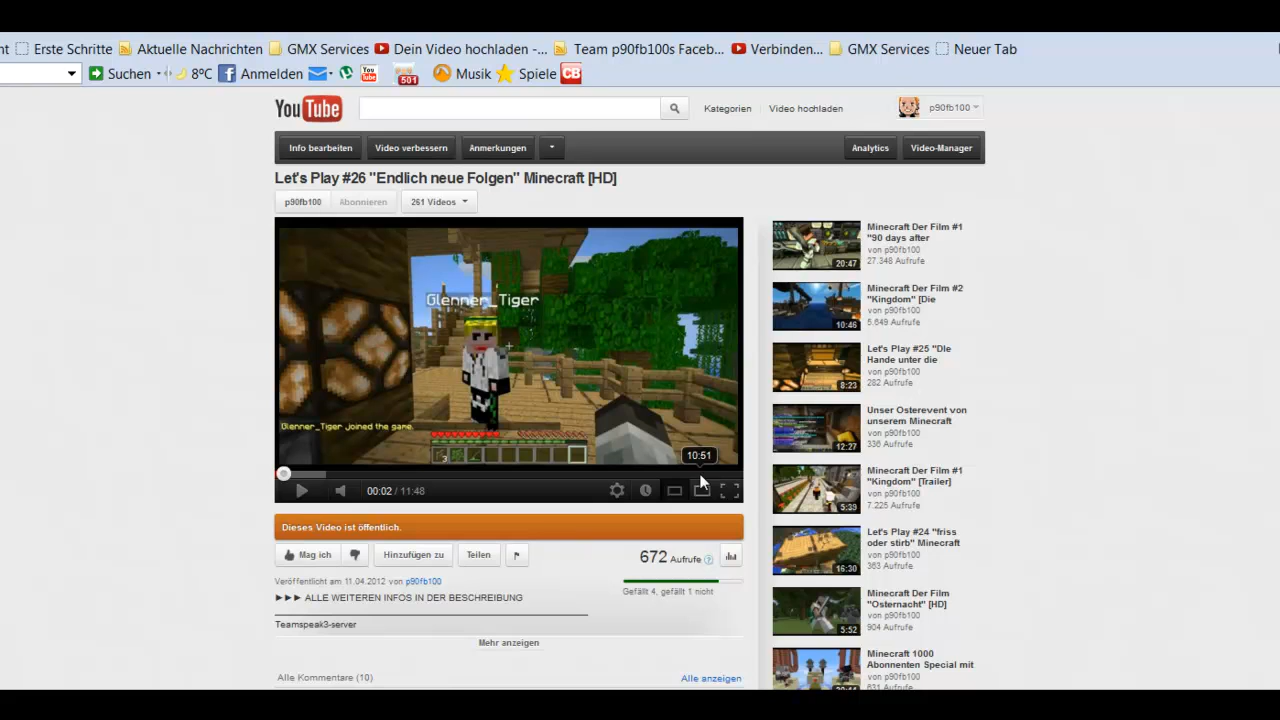 nt Erste Schritte Aktuelle Nachrichten GMX Services Dein Video hochladen -... Team p90fb100s Faceb... Verbinden... GMX Services Neuer Tab
Suchen 8ºC Anmelden You Tube 501 Musik Spiele CB
YouTube Kategorien Video hochladen p90fb100
Info bearbeiten Video verbessern Anmerkungen Analytics Video-Manager
Let's Play #26 "Endlich neue Folgen" Minecraft [HD]
p90fb100 Abonnieren 261 Videos
Glenner_Tiger
Glenner_Tiger joined the game.
10:51
00:02 / 11:48
Dieses Video ist öffentlich.
Mag ich Hinzufügen zu Teilen 672 Aufrufe
Veröffentlicht am 11.04.2012 von p90fb100
Gefällt 4, gefällt 1 nicht
►►► ALLE WEITEREN INFOS IN DER BESCHREIBUNG
Teamspeak3-server
Mehr anzeigen
Alle Kommentare (10) Alle anzeigen
Minecraft Der Film #1
"90 days after
von p90fb100
27.348 Aufrufe
20:47
Minecraft Der Film #2
"Kingdom" [Die
von p90fb100
5.649 Aufrufe
10:46
Let's Play #25 "DIe
Hande unter die
von p90fb100
282 Aufrufe
8:23
Unser Osterevent von
unserem Minecraft
von p90fb100
336 Aufrufe
12:27
Minecraft Der Film #1
"Kingdom" [Trailer]
von p90fb100
7.225 Aufrufe
5:39
Let's Play #24 "friss
oder stirb" Minecraft
von p90fb100
363 Aufrufe
16:30
Minecraft Der Film
"Osternacht" [HD]
von p90fb100
904 Aufrufe
5:52
Minecraft 1000
Abonnenten Special mit
von p90fb100